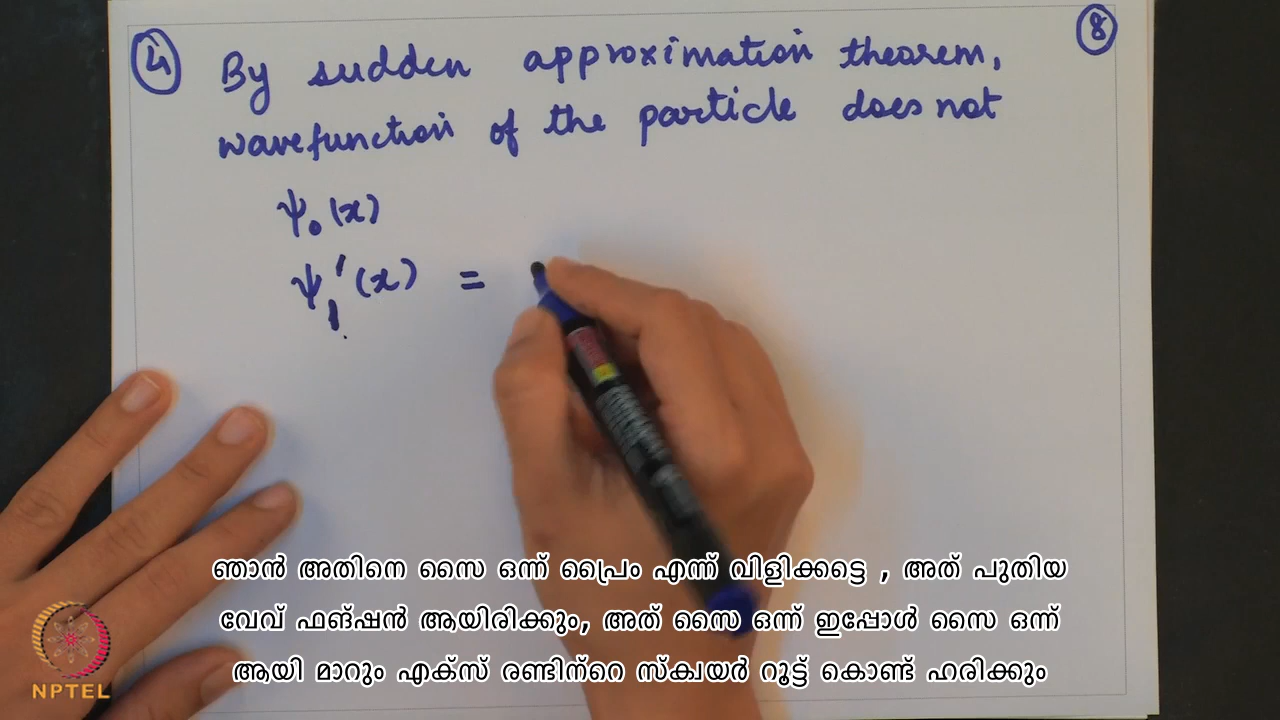 ④ By sudden approximation theorem, ⑧
wavefunction of the particle does not
ψ₀(x)
ψ₁'(x) =
ഞാൻ അതിനെ സൈ ഒന്ന് പ്രൈം എന്ന് വിളിക്കട്ടെ , അത് പുതിയ
വേവ് ഫങ്ഷൻ ആയിരിക്കും, അത് സൈ ഒന്ന് ഇപ്പോൾ സൈ ഒന്ന്
ആയി മാറും എക്സ് രണ്ടിന്റെ സ്ക്വയർ റൂട്ട് കൊണ്ട് ഹരിക്കും
NPTEL